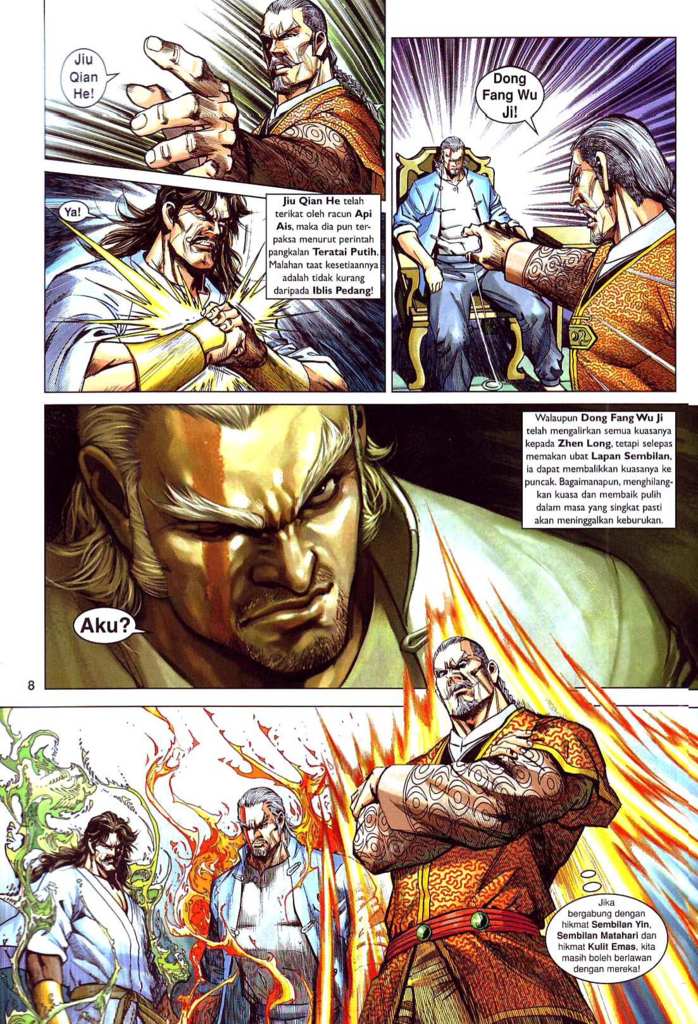 Jiu
Qian
He!
Ya!
Jiu Qian He telah
terikat oleh racun Api
Ais, maka dia pun ter-
paksa menurut perintah
pangkalan Teratai Putih.
Malahan taat kesetiaannya
adalah tidak kurang
daripada Iblis Pedang!
Dong
Fang Wu
Ji!
Walaupun Dong Fang Wu Ji
telah mengalirkan semua kuasanya
kepada Zhen Long, tetapi selepas
memakan ubat Lapan Sembilan,
ia dapat membalikkan kuasanya ke
puncak. Bagaimanapun, menghilang-
kan kuasa dan membaik pulih
dalam masa yang singkat pasti
akan meninggalkan keburukan.
Aku?
8
Jika
bergabung dengan
hikmat Sembilan Yin,
Sembilan Matahari dan
hikmat Kulit Emas, kita
masih boleh berlawan
dengan mereka!